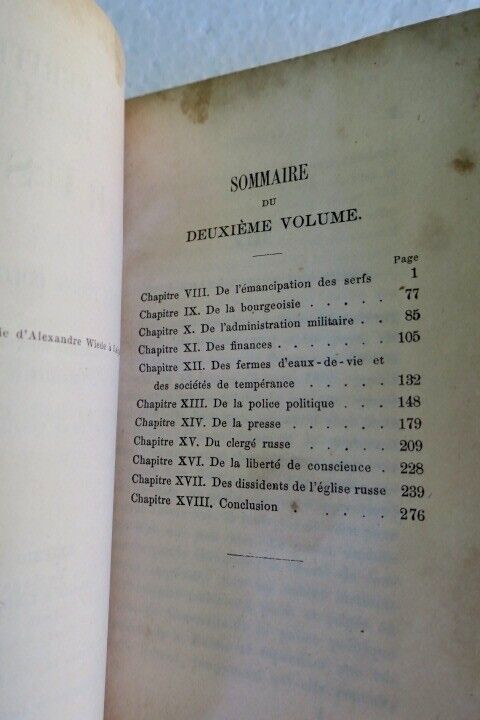 ie d'Alexandre Wiede à
SOMMAIRE
DU
DEUXIÈME VOLUME.
Page
Chapitre VIII. De l'émancipation des serfs 1
Chapitre IX. De la bourgeoisie . . . . . 77
Chapitre X. De l'administration militaire . . 85
Chapitre XI. Des finances . . . . . . . 105
Chapitre XII. Des fermes d'eaux-de-vie et
des sociétés de tempérance . . . . . 132
Chapitre XIII. De la police politique . . . 148
Chapitre XIV. De la presse . . . . . . 179
Chapitre XV. Du clergé russe . . . . . 209
Chapitre XVI. De la liberté de conscience . 228
Chapitre XVII. Des dissidents de l'église russe 239
Chapitre XVIII. Conclusion . . . . . 276